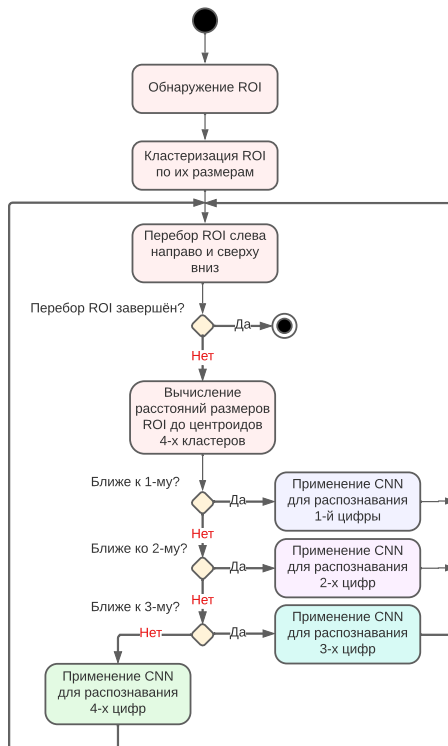 Обнаружение ROI
Кластеризация ROI
по их размерам
Перебор ROI слева
направо и сверху
вниз
Перебор ROI завершён?
Да
Нет
Вычисление
расстояний размеров
ROI до центроидов
4-х кластеров
Ближе к 1-му?
Да
Применение CNN
для распознавания
1-й цифры
Нет
Ближе ко 2-му?
Да
Применение CNN
для распознавания
2-х цифр
Нет
Ближе к 3-му?
Да
Применение CNN
для распознавания
3-х цифр
Нет
Применение CNN
для распознавания
4-х цифр